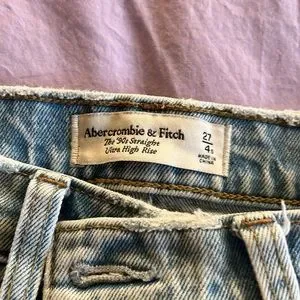 Abercrombie & Fitch
The 90s Straight
Ultra High Rise
27
4S
MADE IN
CHINA